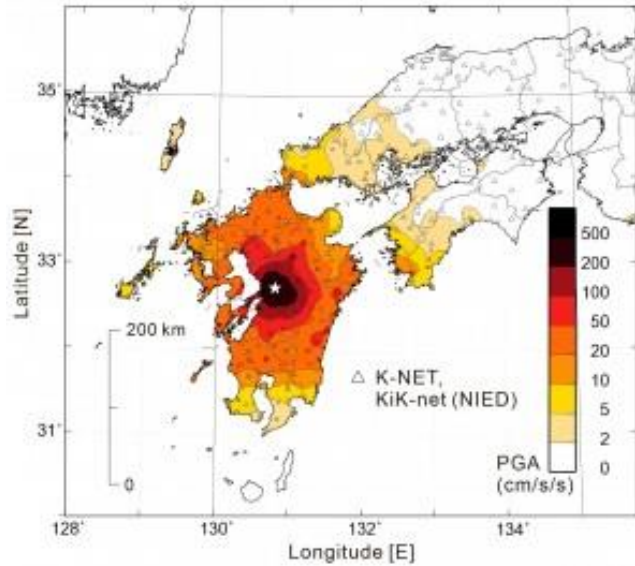 35˚
33˚
31˚
Latitude [N]
200 km
0
△ K-NET,
KiK-net (NIED)
500
200
100
50
20
10
5
2
0
PGA
(cm/s/s)
128˚ 130˚ 132˚ 134˚
Longitude [E]